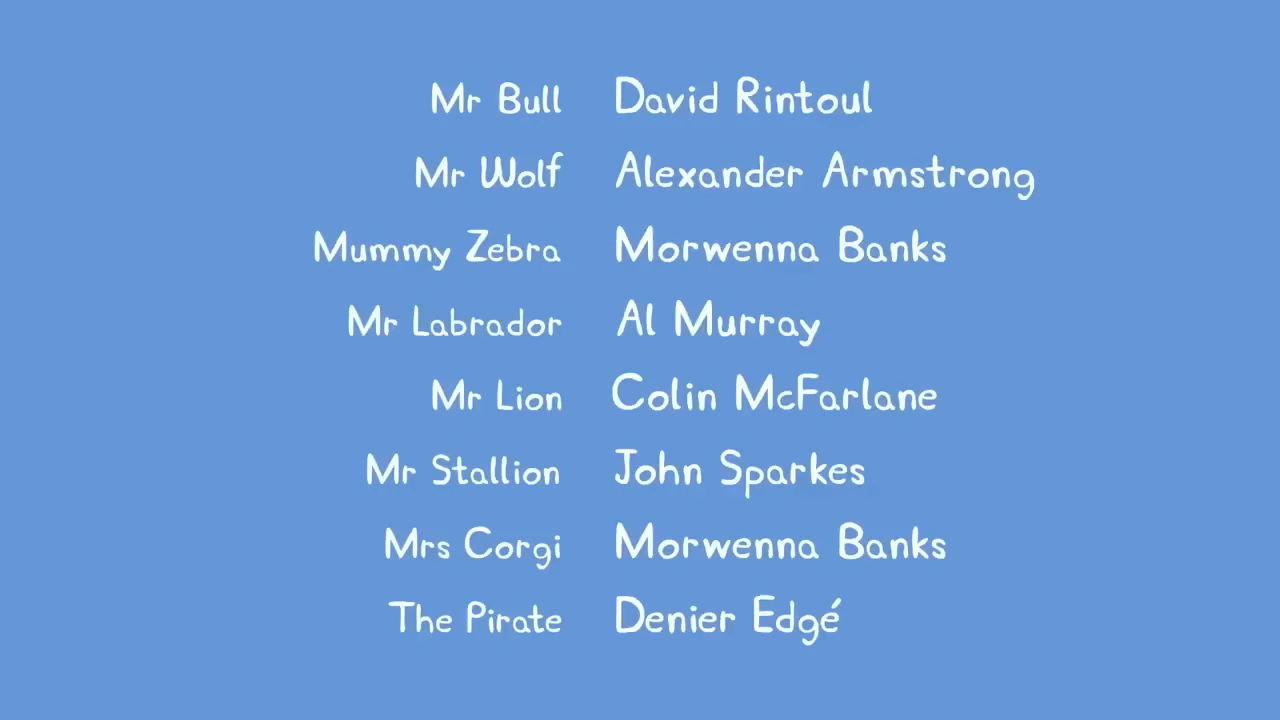 Mr Bull David Rintoul
Mr Wolf Alexander Armstrong
Mummy Zebra Morwenna Banks
Mr Labrador Al Murray
Mr Lion Colin McFarlane
Mr Stallion John Sparkes
Mrs Corgi Morwenna Banks
The Pirate Denier Edgé